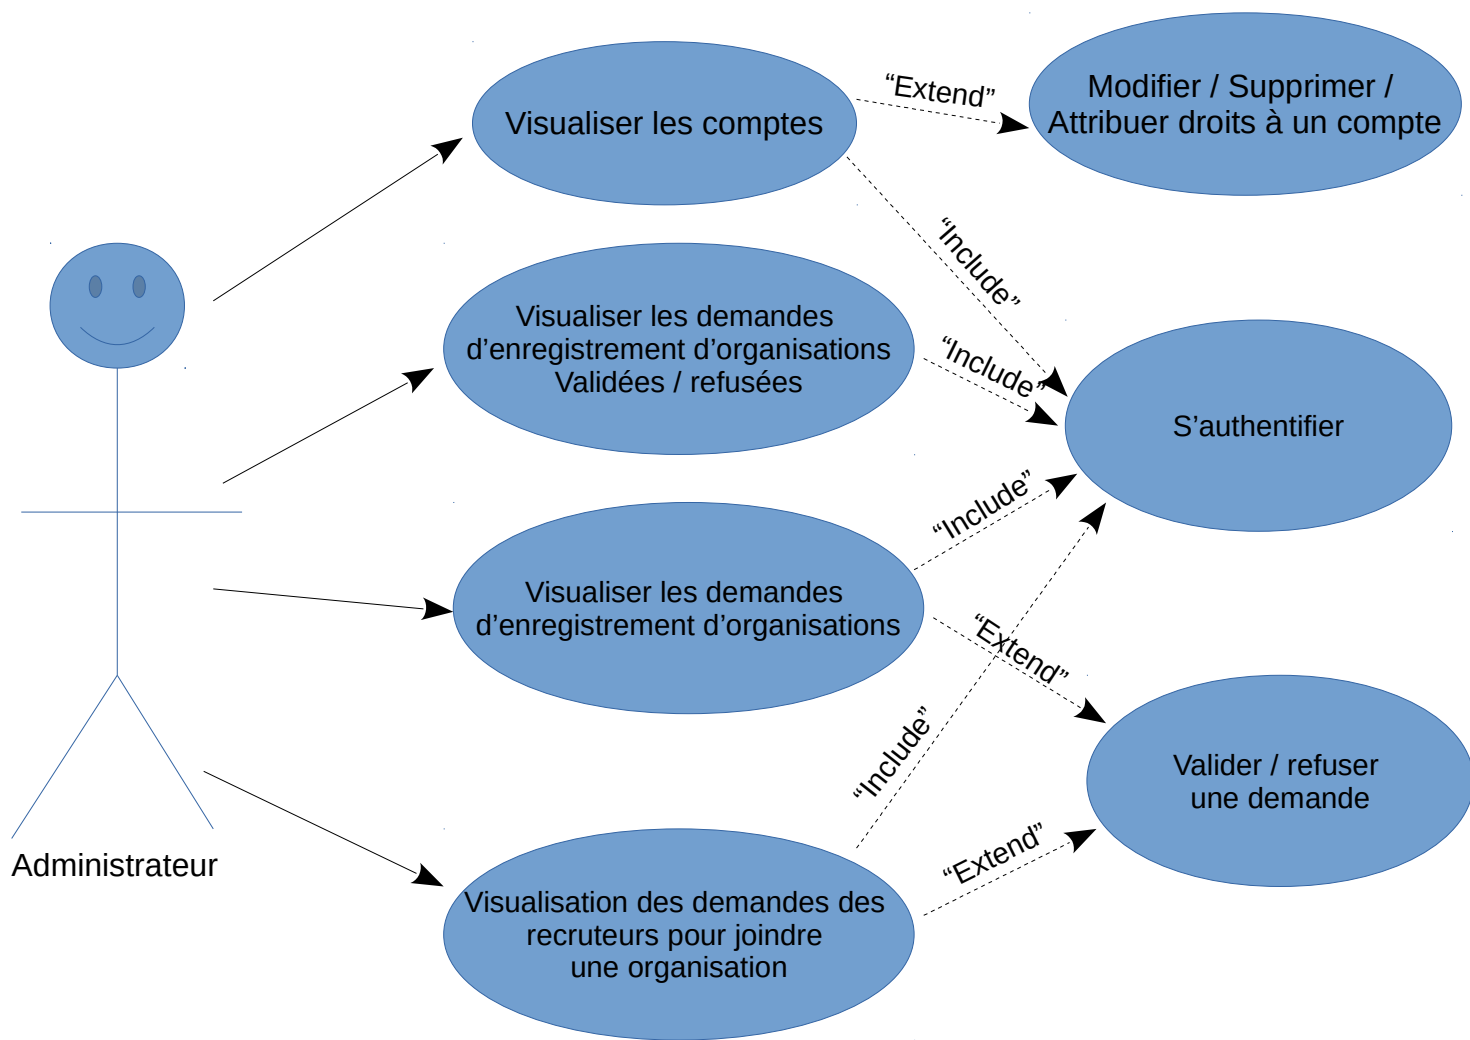 Visualiser les comptes
“Extend”
Modifier / Supprimer /
Attribuer droits à un compte
“Include”
Visualiser les demandes
d’enregistrement d’organisations
Validées / refusées
“Include”
S’authentifier
“Include”
Visualiser les demandes
d’enregistrement d’organisations
“Extend”
“Include”
Valider / refuser
une demande
“Extend”
Administrateur
Visualisation des demandes des
recruteurs pour joindre
une organisation